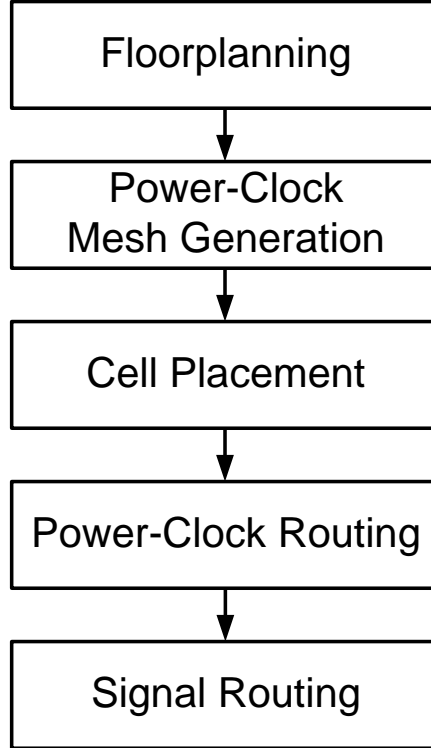 Floorplanning
Power-Clock
Mesh Generation
Cell Placement
Power-Clock Routing
Signal Routing